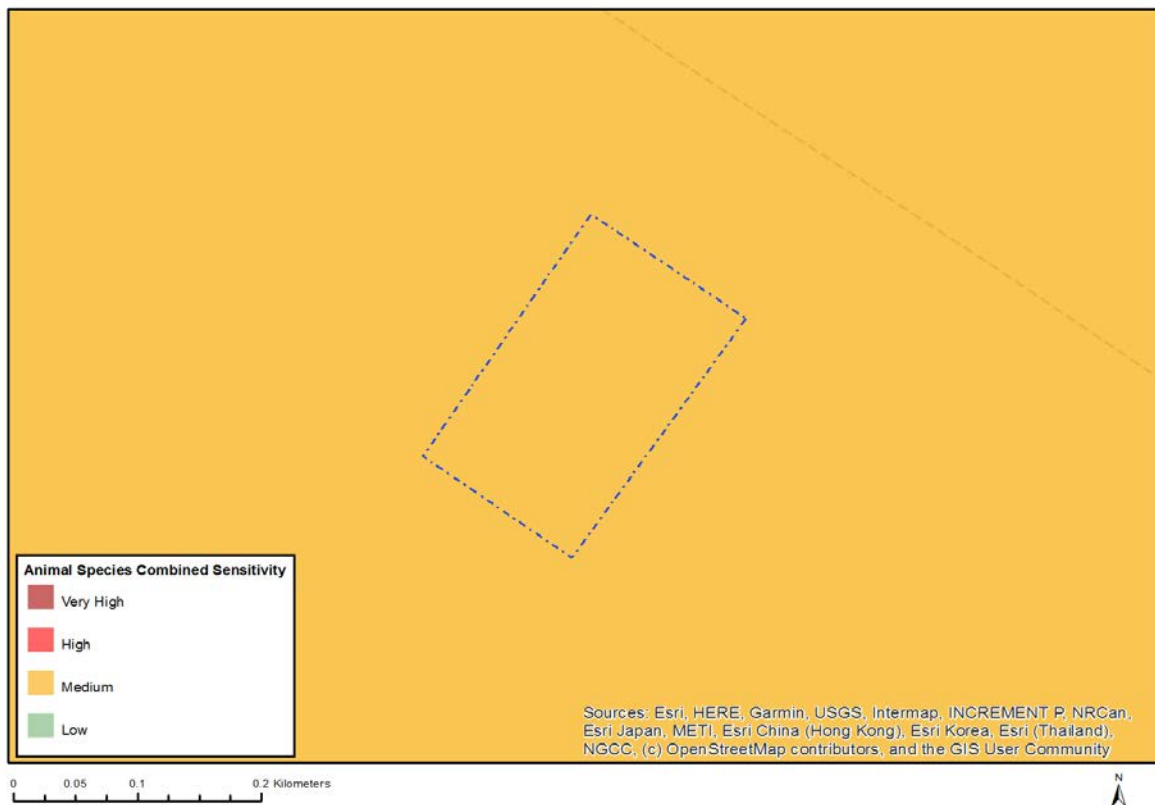 Animal Species Combined Sensitivity
Very High
High
Medium
Low
Sources: Esri, HERE, Garmin, USGS, Intermap, INCREMENT P, NRCan,
Esri Japan, METI, Esri China (Hong Kong), Esri Korea, Esri (Thailand),
NGCC, (c) OpenStreetMap contributors, and the GIS User Community
0 0.05 0.1 0.2 Kilometers
N